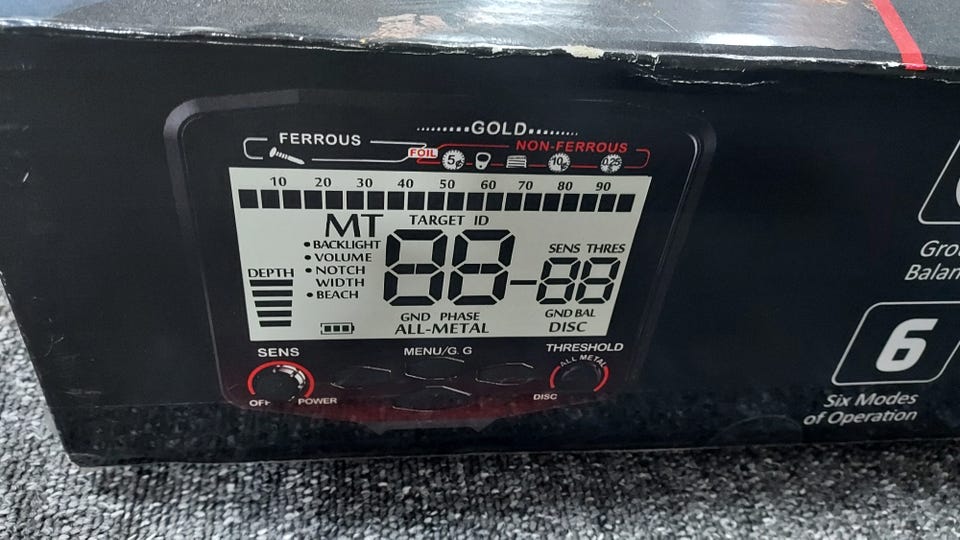 GOLD
FERROUS
NON-FERROUS
FOIL
5¢
10¢
10 20 30 40 50 60 70 80 90
MT
TARGET ID
• BACKLIGHT
• VOLUME
• NOTCH
WIDTH
• BEACH
DEPTH
88-88
SENS THRES
GND PHASE
ALL-METAL
GND BAL
DISC
SENS
OFF
POWER
MENU/G. G
THRESHOLD
ALL METAL
DISC
6
Six Modes
of Operation